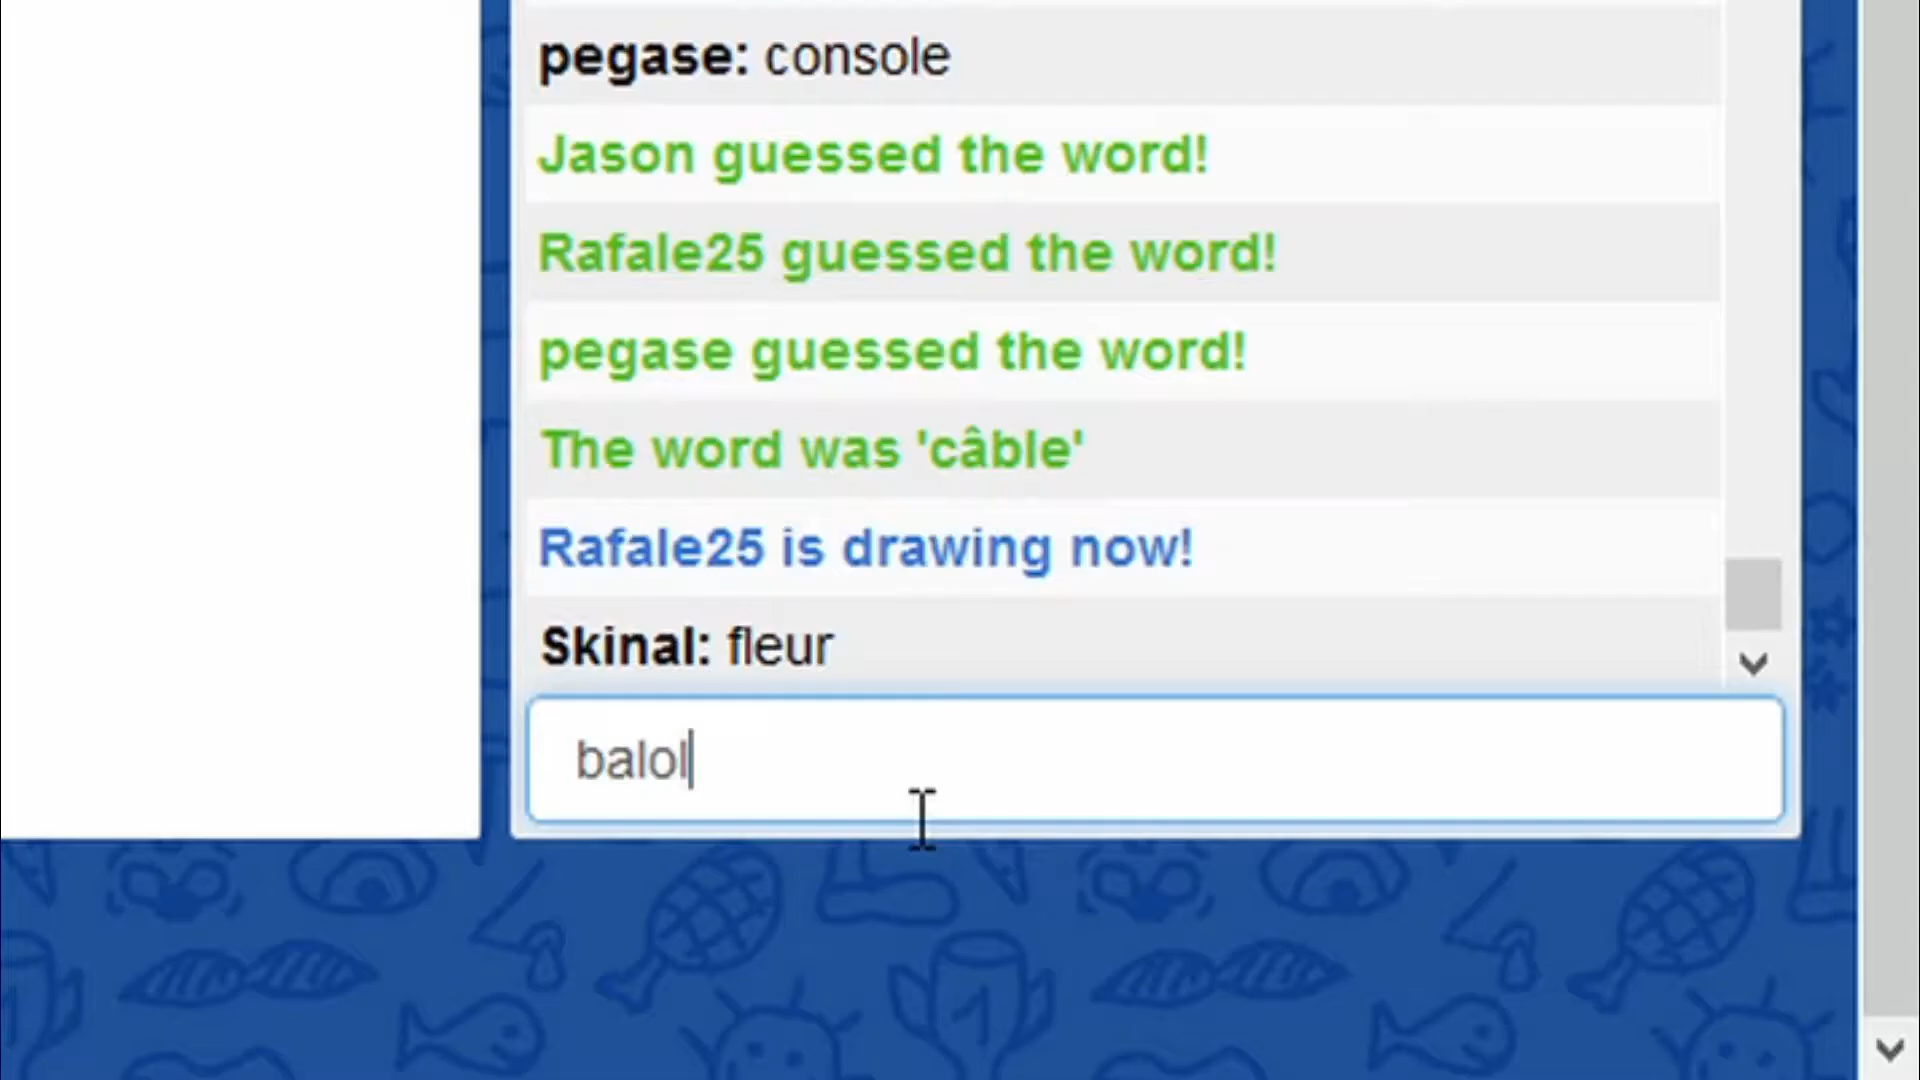 pegase: console
Jason guessed the word!
Rafale25 guessed the word!
pegase guessed the word!
The word was 'câble'
Rafale25 is drawing now!
Skinal: fleur
balol